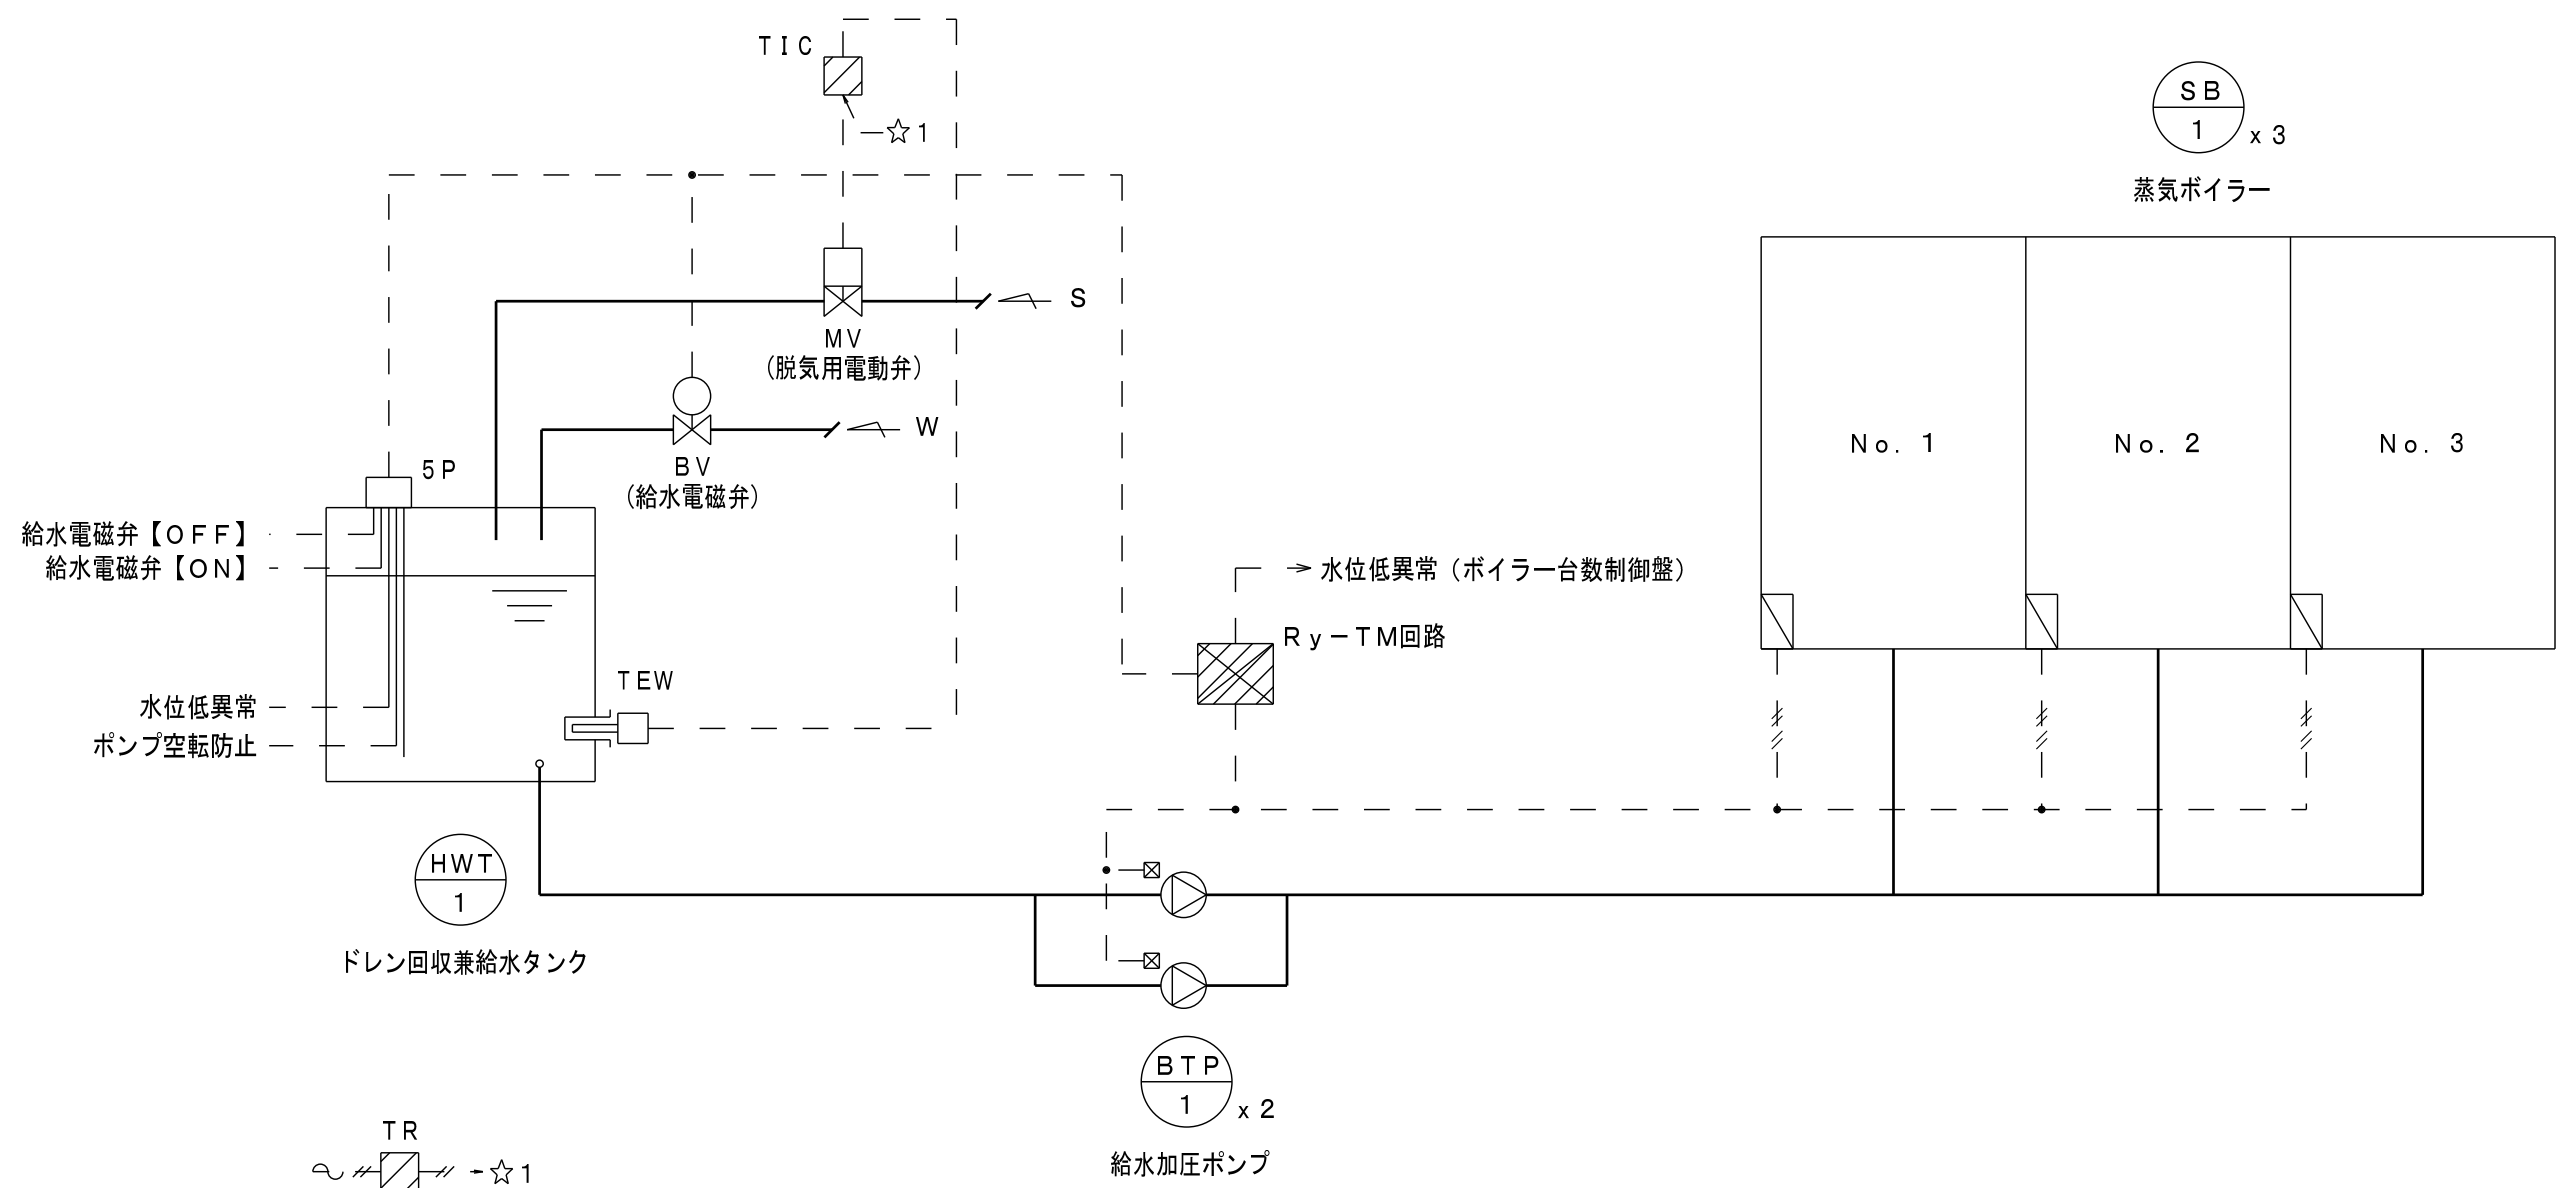 ＴＩＣ
☆１
ＳＢ
１
ｘ３
蒸気ボイラー
Ｓ
ＭＶ
（脱気用電動弁）
Ｗ
ＢＶ
（給水電磁弁）
５Ｐ
給水電磁弁【ＯＦＦ】
給水電磁弁【ＯＮ】
Ｎｏ．１
Ｎｏ．２
Ｎｏ．３
水位低異常（ボイラー台数制御盤）
Ｒｙ－ＴＭ回路
ＴＥＷ
水位低異常
ポンプ空転防止
ＨＷＴ
１
ドレン回収兼給水タンク
ＢＴＰ
１
ｘ２
給水加圧ポンプ
ＴＲ
☆１